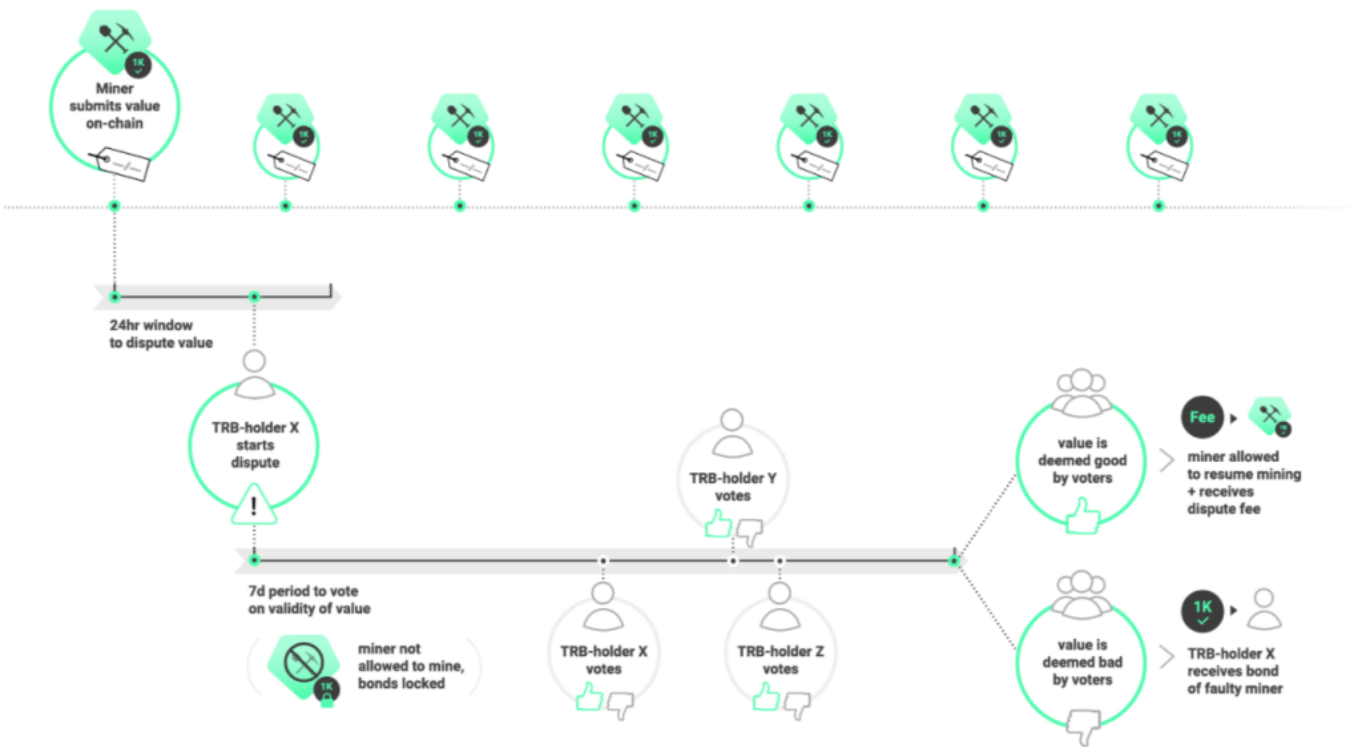 1K
Miner
submits value
on-chain
1K
1K
1K
1K
1K
1K
24hr window
to dispute value
TRB-holder X
starts
dispute
!
7d period to vote
on validity of value
miner not
allowed to mine,
bonds locked
1K
TRB-holder Y
votes
TRB-holder X
votes
TRB-holder Z
votes
value is
deemed good
by voters
Fee
1K
miner allowed
to resume mining
+ receives
dispute fee
value is
deemed bad
by voters
1K
TRB-holder X
receives bond
of faulty miner